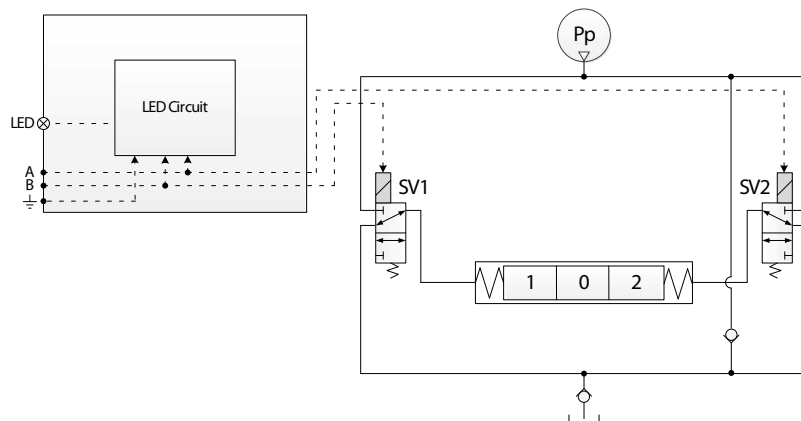 Pp
LED Circuit
LED
A
B
SV1
SV2
1 0 2